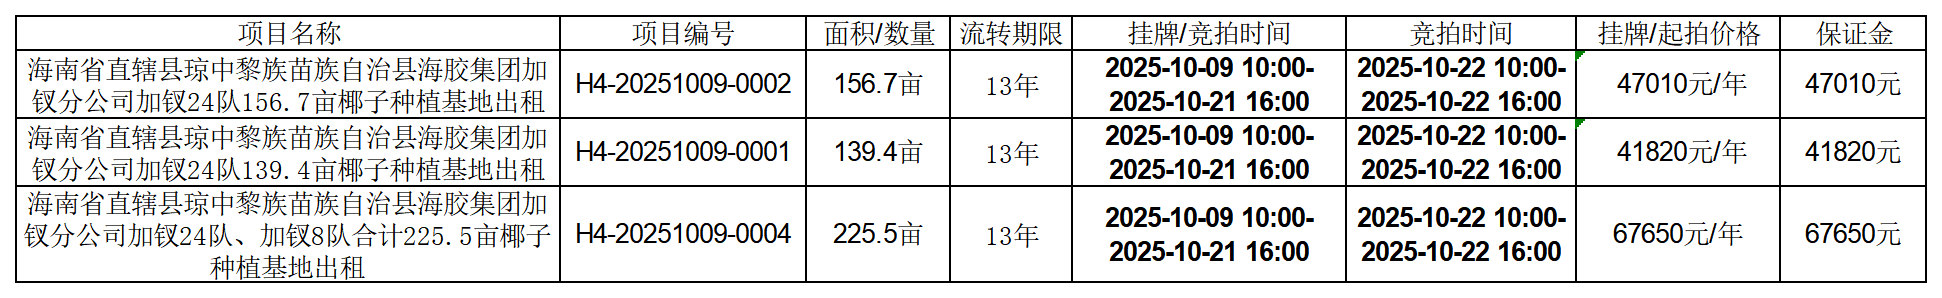 项目名称 项目编号 面积/数量 流转期限 挂牌/竞拍时间 竞拍时间 挂牌/起拍价格 保证金
海南省直辖县琼中黎族苗族自治县海胶集团加
钗分公司加钗24队156.7亩椰子种植基地出租
H4-20251009-0002
156.7亩
13年
2025-10-09 10:00-
2025-10-21 16:00
2025-10-22 10:00-
2025-10-22 16:00
47010元/年
47010元
海南省直辖县琼中黎族苗族自治县海胶集团加
钗分公司加钗24队139.4亩椰子种植基地出租
H4-20251009-0001
139.4亩
13年
2025-10-09 10:00-
2025-10-21 16:00
2025-10-22 10:00-
2025-10-22 16:00
41820元/年
41820元
海南省直辖县琼中黎族苗族自治县海胶集团加
钗分公司加钗24队、加钗8队合计225.5亩椰子
种植基地出租
H4-20251009-0004
225.5亩
13年
2025-10-09 10:00-
2025-10-21 16:00
2025-10-22 10:00-
2025-10-22 16:00
67650元/年
67650元